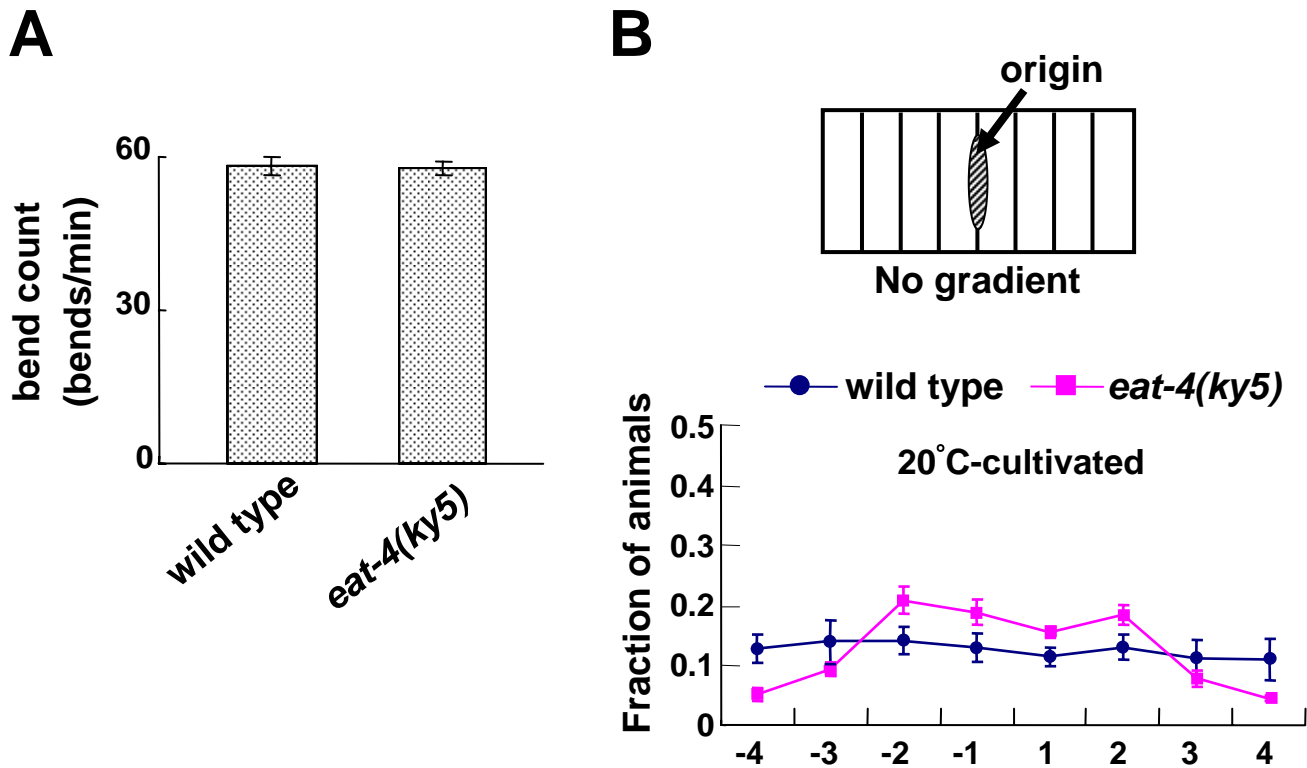 A
bend count
(bends/min)
60
30
0
wild type
eat-4(ky5)
B
origin
No gradient
wild type
eat-4(ky5)
20°C-cultivated
Fraction of animals
0.5
0.4
0.3
0.2
0.1
0
-4 -3 -2 -1 1 2 3 4